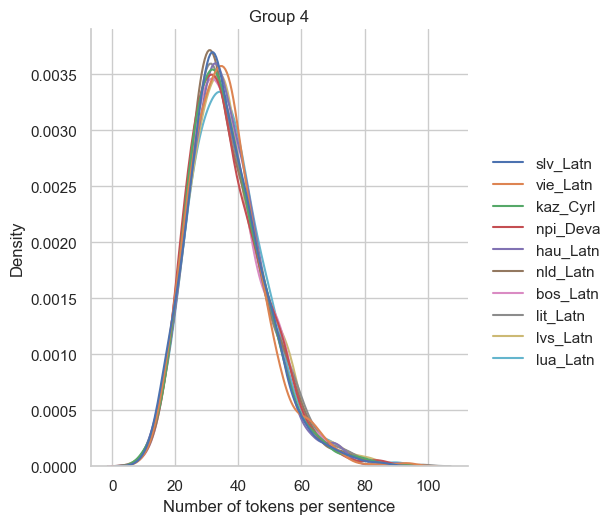 Group 4
0.0035
0.0030
0.0025
0.0020
0.0015
0.0010
0.0005
0.0000
Density
0 20 40 60 80 100
Number of tokens per sentence
slv_Latn
vie_Latn
kaz_Cyrl
npi_Deva
hau_Latn
nld_Latn
bos_Latn
lit_Latn
lvs_Latn
lua_Latn